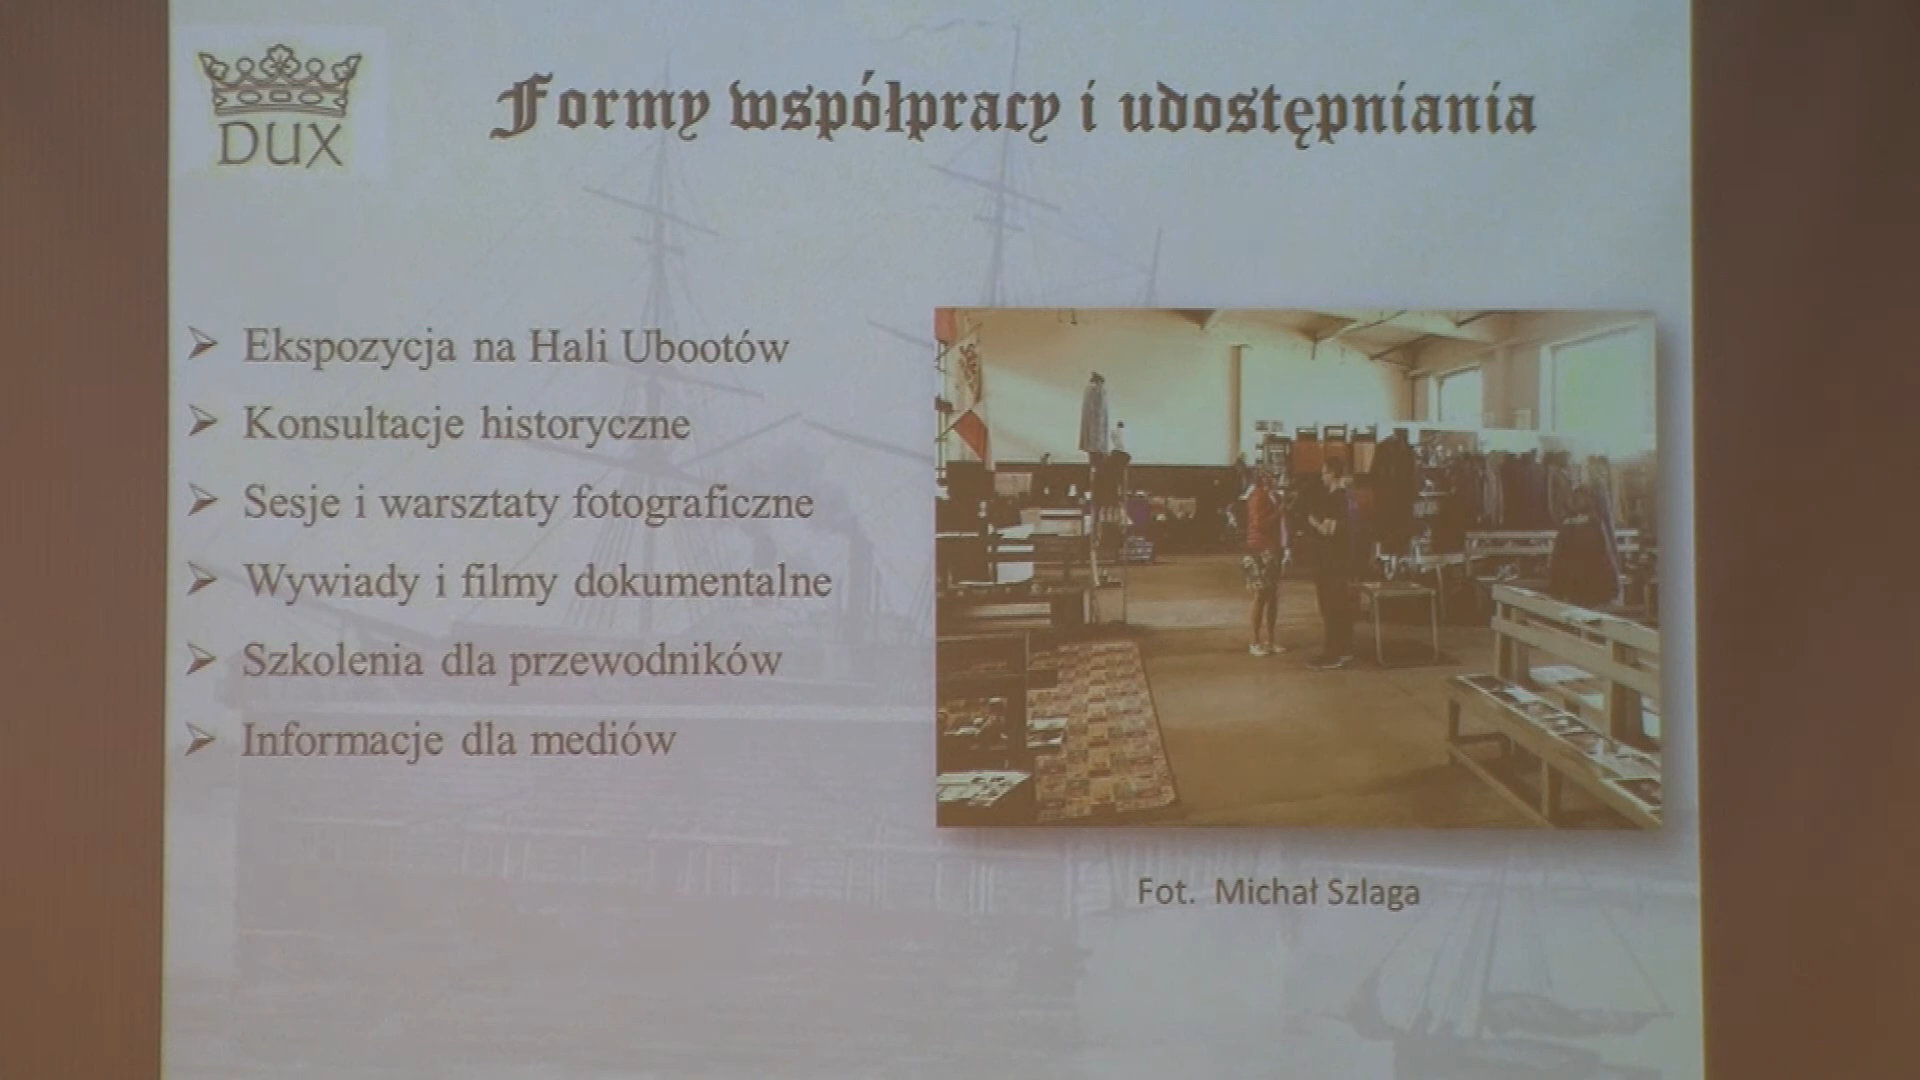 DUX
Formy współpracy i udostępniania
Ekspozycja na Hali Ubootów
Konsultacje historyczne
Sesje i warsztaty fotograficzne
Wywiady i filmy dokumentalne
Szkolenia dla przewodników
Informacje dla mediów
Fot. Michał Szlaga